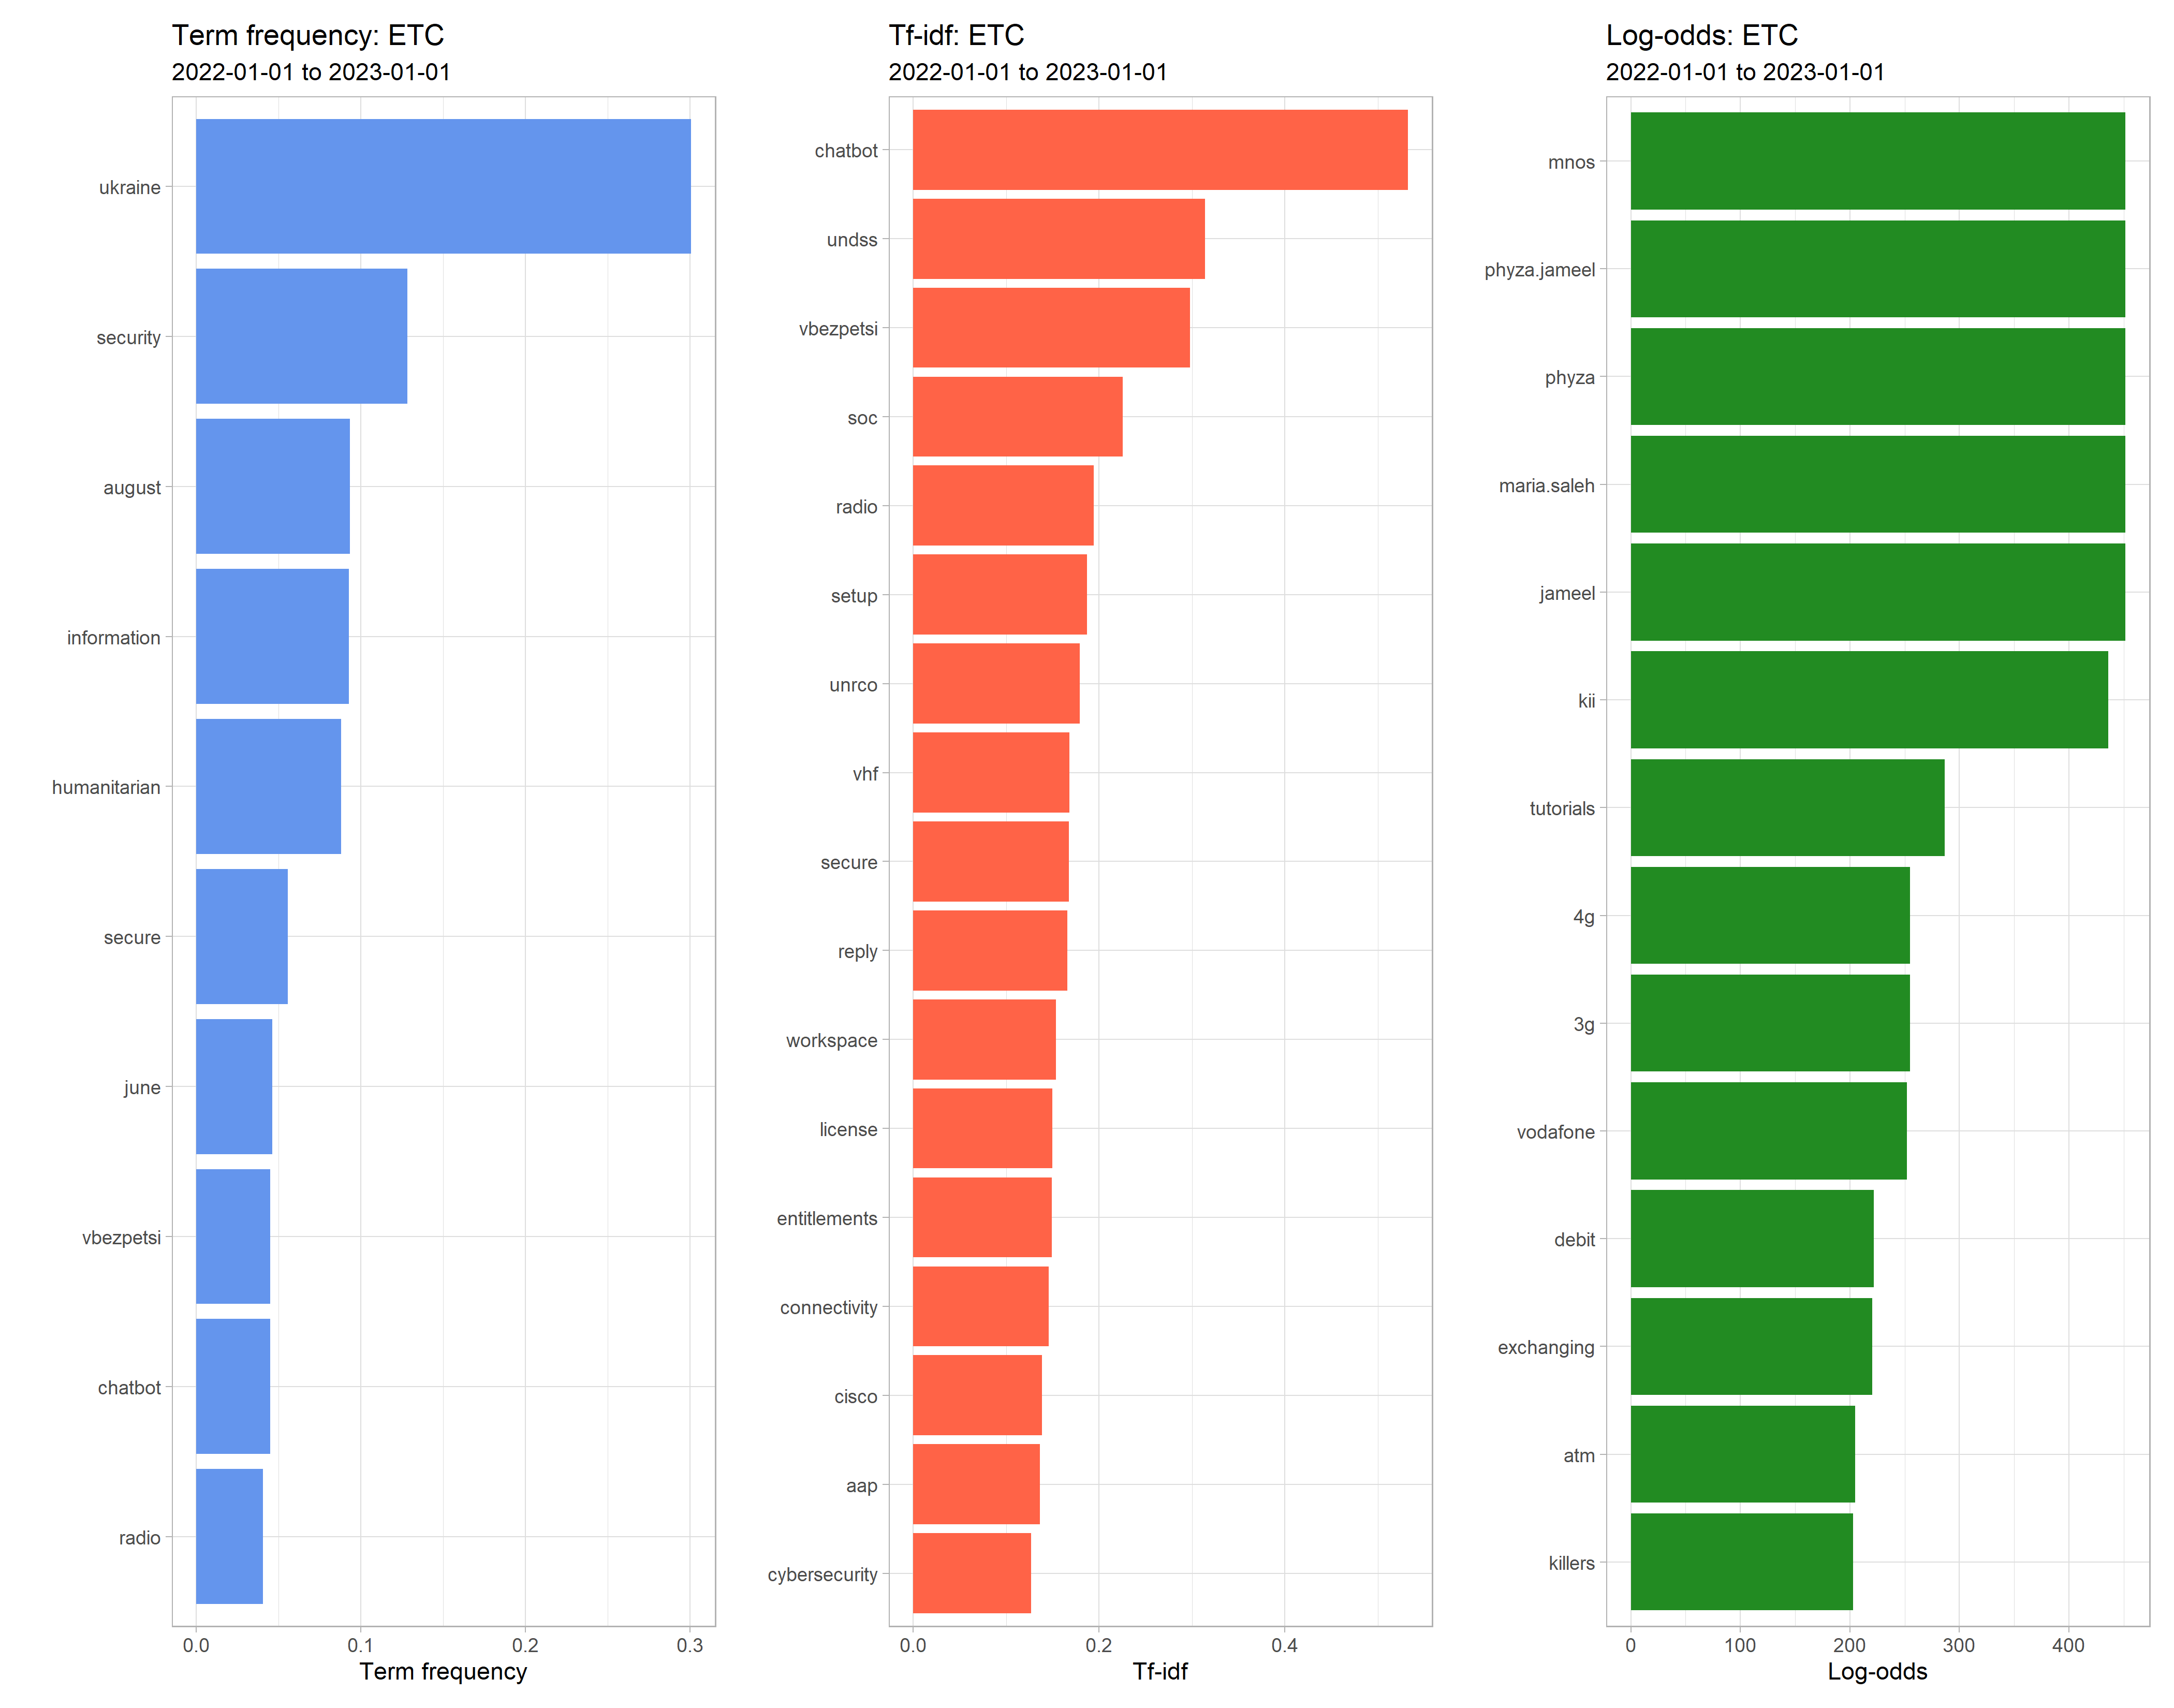 Term frequency: ETC
2022-01-01 to 2023-01-01
ukraine
security
august
information
humanitarian
secure
june
vbezpetsi
chatbot
radio
0.0 0.1 0.2 0.3
Term frequency
Tf-idf: ETC
2022-01-01 to 2023-01-01
chatbot
undss
vbezpetsi
soc
radio
setup
unrco
vhf
secure
reply
workspace
license
entitlements
connectivity
cisco
aap
cybersecurity
0.0 0.2 0.4
Tf-idf
Log-odds: ETC
2022-01-01 to 2023-01-01
mnos
phyza.jameel
phyza
maria.saleh
jameel
kii
tutorials
4g
3g
vodafone
debit
exchanging
atm
killers
0 100 200 300 400
Log-odds